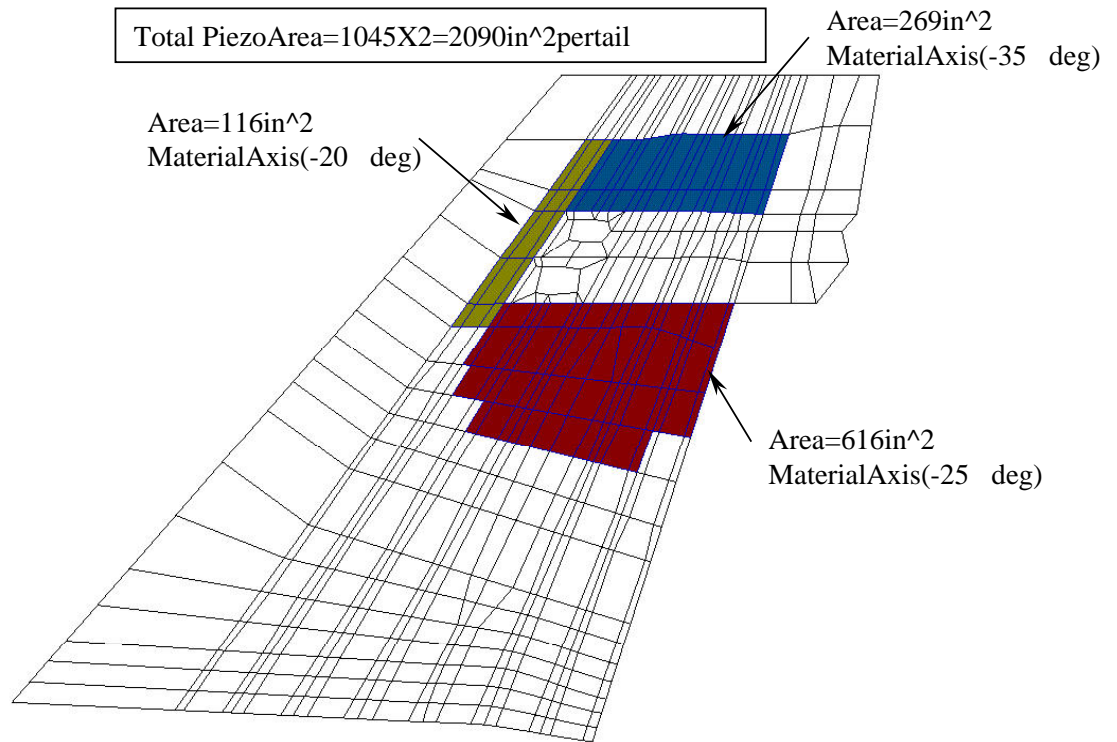 Total PiezoArea=1045X2=2090in^2pertail
Area=269in^2
MaterialAxis(-35 deg)
Area=116in^2
MaterialAxis(-20 deg)
Area=616in^2
MaterialAxis(-25 deg)